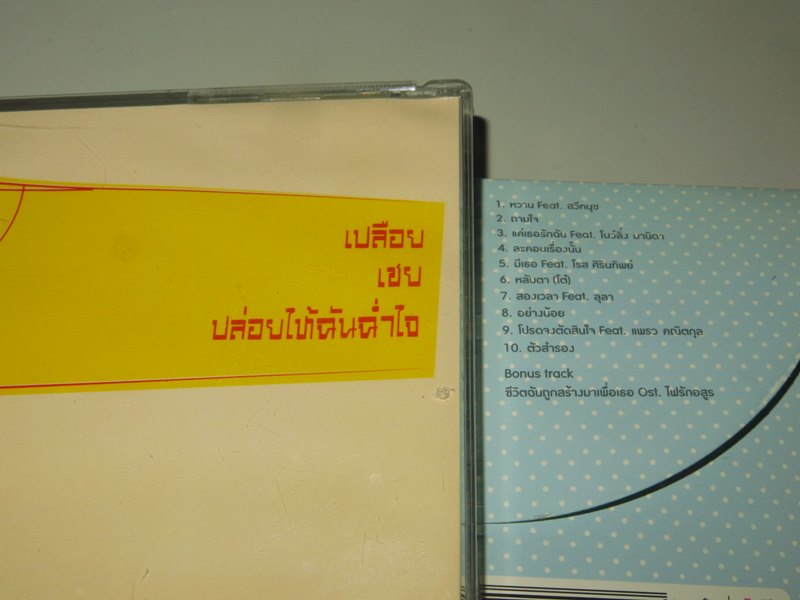 เปลือย
เชย
ปล่อยให้ฉันฉ่ำใจ
1. หวาน Feat. สวีทนุช
2. ถามใจ
3. แค่เธอรักฉัน Feat. โบว์ลิ่ง มานิดา
4. ละคอนเรื่องนั้น
5. มีเธอ Feat. โรส ศิรินทิพย์
6. หลับตา (โต๋)
7. สองเวลา Feat. ลุลา
8. อย่างน้อย
9. โปรดจงตัดสินใจ Feat. แพรว คณิตกุล
10. ตัวสำรอง
Bonus track
ชีวิตฉันถูกสร้างมาเพื่อเธอ Ost. ไฟรักอสูร